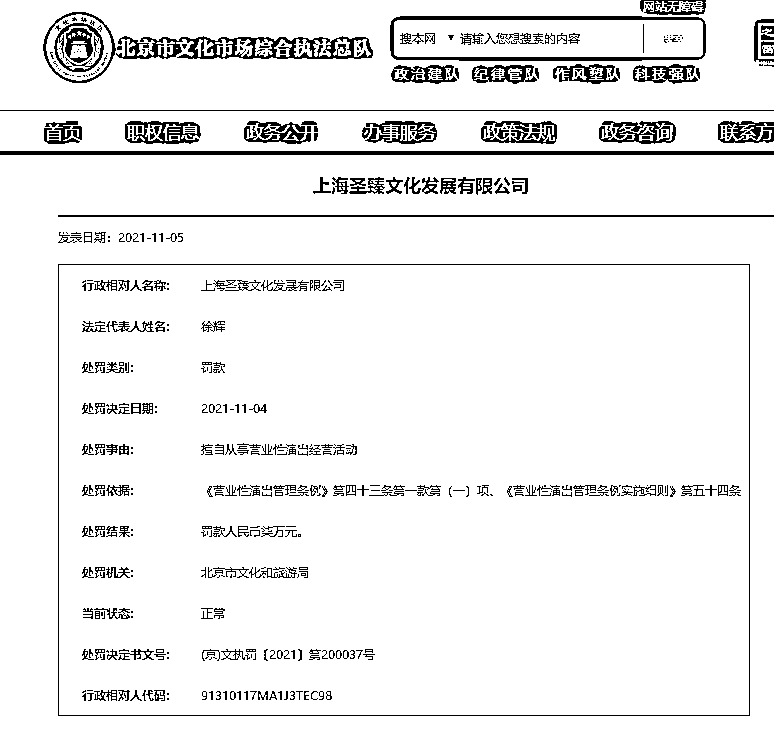 网站无障碍
北京市文化市场综合执法总队
搜本网 ▼ 请输入您想搜素的内容
政治建队 纪律管队 作风塑队 科技强队
首页 职权信息 政务公开 办事服务 政策法规 政务咨询 联系方
上海圣臻文化发展有限公司
发表日期：2021-11-05
行政相对人名称: 上海圣臻文化发展有限公司
法定代表人姓名: 徐辉
处罚类别: 罚款
处罚决定日期: 2021-11-04
处罚事由: 擅自从事营业性演出经营活动
处罚依据: 《营业性演出管理条例》第四十三条第一款第（一）项、《营业性演出管理条例实施细则》第五十四条
处罚结果: 罚款人民币柒万元。
处罚机关: 北京市文化和旅游局
当前状态: 正常
处罚决定书文号: (京)文执罚〔2021〕第200037号
行政相对人代码: 91310117MA1J3TEC98